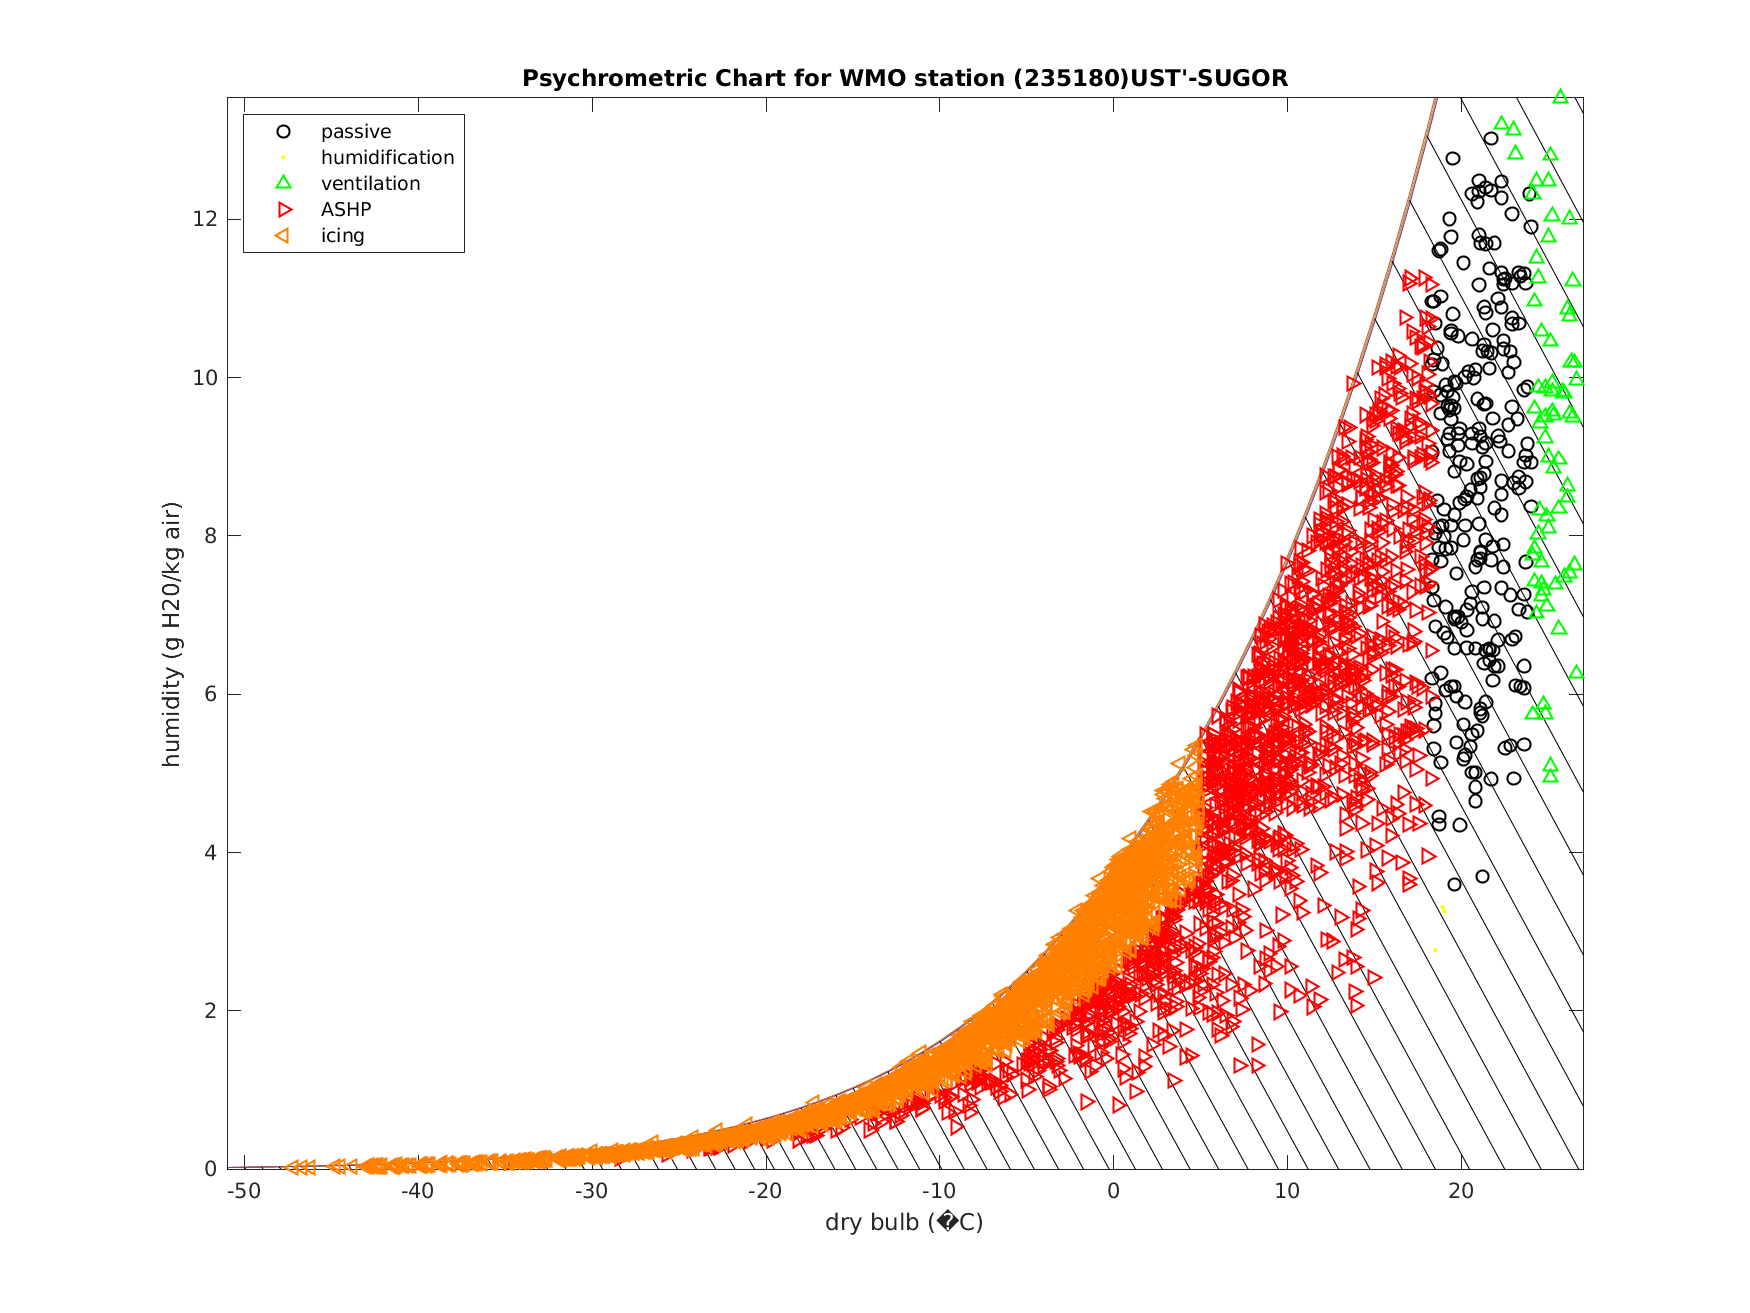 Psychrometric Chart for WMO station (235180)UST'-SUGOR
passive
humidification
ventilation
ASHP
icing
humidity (g H20/kg air)
12
10
8
6
4
2
0
-50 -40 -30 -20 -10 0 10 20
dry bulb (�C)